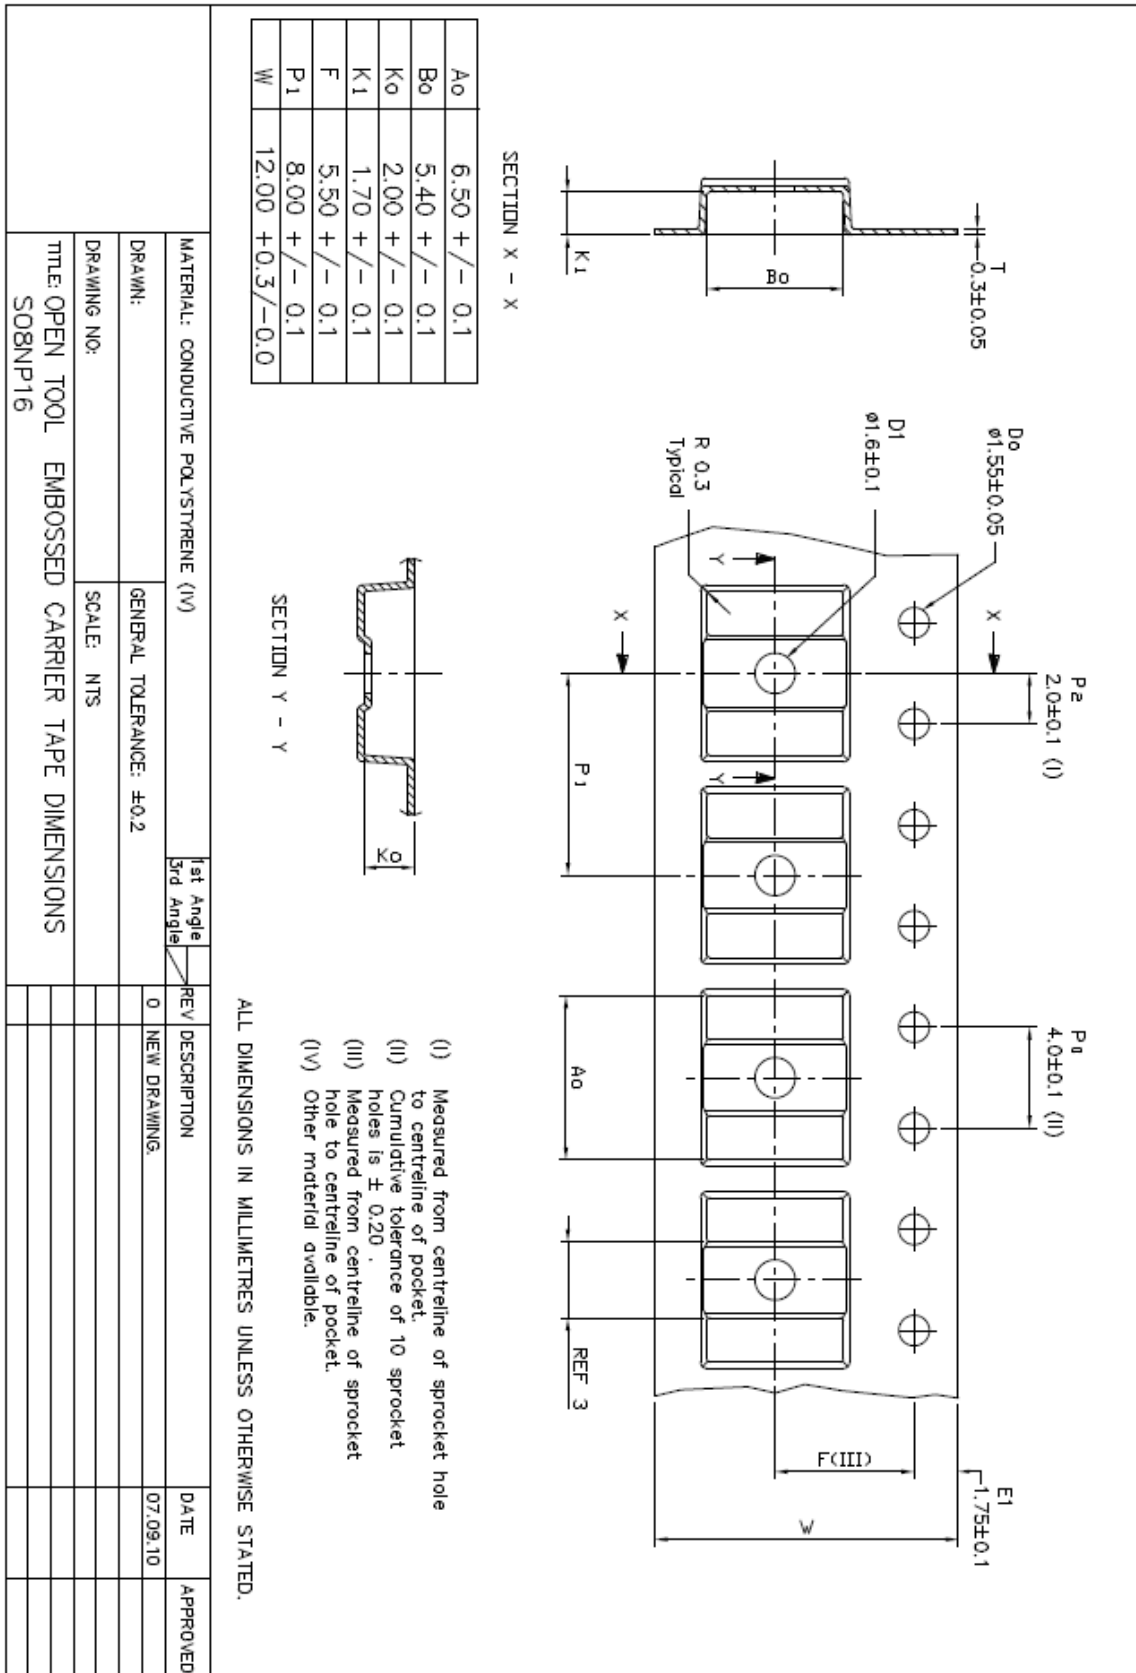 T
0.3±0.05
Bo
K1
SECTION X - X
Do
ø1.55±0.05
D1
ø1.6±0.1
R 0.3
Typical
X
X
Y
Y
P2
2.0±0.1 (I)
P1
Po
4.0±0.1 (II)
Ao
REF 3
E1
1.75±0.1
F(III)
W
Ao 6.50 +/- 0.1
Bo 5.40 +/- 0.1
Ko 2.00 +/- 0.1
K1 1.70 +/- 0.1
F 5.50 +/- 0.1
P1 8.00 +/- 0.1
W 12.00 +0.3/-0.0
Ko
SECTION Y - Y
(I) Measured from centreline of sprocket hole
to centreline of pocket.
(II) Cumulative tolerance of 10 sprocket
holes is ± 0.20 .
(III) Measured from centreline of sprocket
hole to centreline of pocket.
(IV) Other material available.
ALL DIMENSIONS IN MILLIMETRES UNLESS OTHERWISE STATED.
MATERIAL: CONDUCTIVE POLYSTYRENE (IV)
1st Angle
3rd Angle
DRAWN:
GENERAL TOLERANCE: ±0.2
DRAWING NO:
SCALE: NTS
TITLE: OPEN TOOL EMBOSSED CARRIER TAPE DIMENSIONS
SO8NP16
REV DESCRIPTION DATE APPROVED
0 NEW DRAWING. 07.09.10